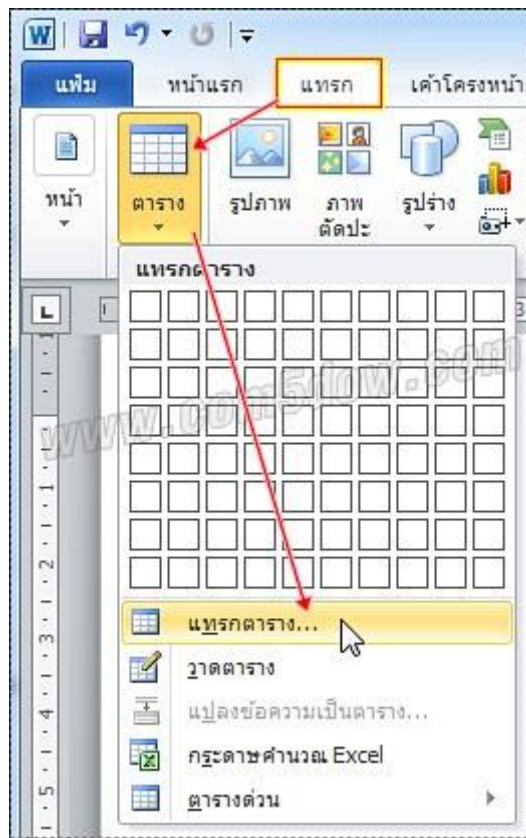 W
แฟ้ม หน้าแรก แทรก เค้าโครงหน้า
หน้า ตาราง รูปภาพ ภาพตัดปะ รูปร่าง
แทรกตาราง
L
3
www.com5dow.com
1
2
3
4
5
แทรกตาราง...
วาดตาราง
แปลงข้อความเป็นตาราง...
กระดาษคำนวณ Excel
ตารางด่วน